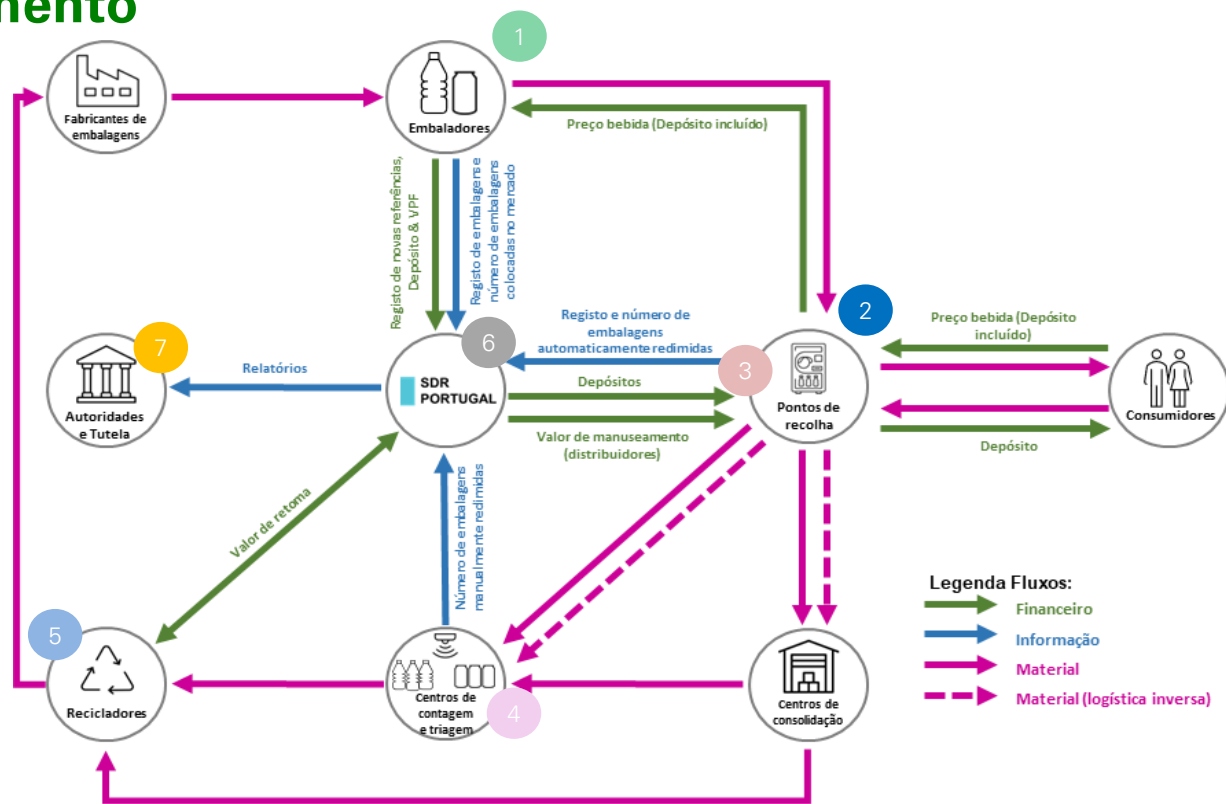 mento
1
Fabricantes de
embalagens
Embaladores
Preço bebida (Depósito incluído)
Registo de novas referências,
Depósito & VPF
Registo de embalagens e
número de embalagens
colocadas no mercado
2
Registo e número de
embalagens
automaticamente redimidas
Preço bebida (Depósito
incluído)
7
6
3
Relatórios
SDR
PORTUGAL
Depósitos
Autoridades
e Tutela
Pontos de
recolha
Consumidores
Valor de manuseamento
(distribuidores)
Depósito
Valor de retoma
Número de embalagens
manualmente redimidas
Legenda Fluxos:
Financeiro
Informação
Material
Material (logística inversa)
5
Recicladores
Centros de
contagem
e triagem
4
Centros de
consolidação